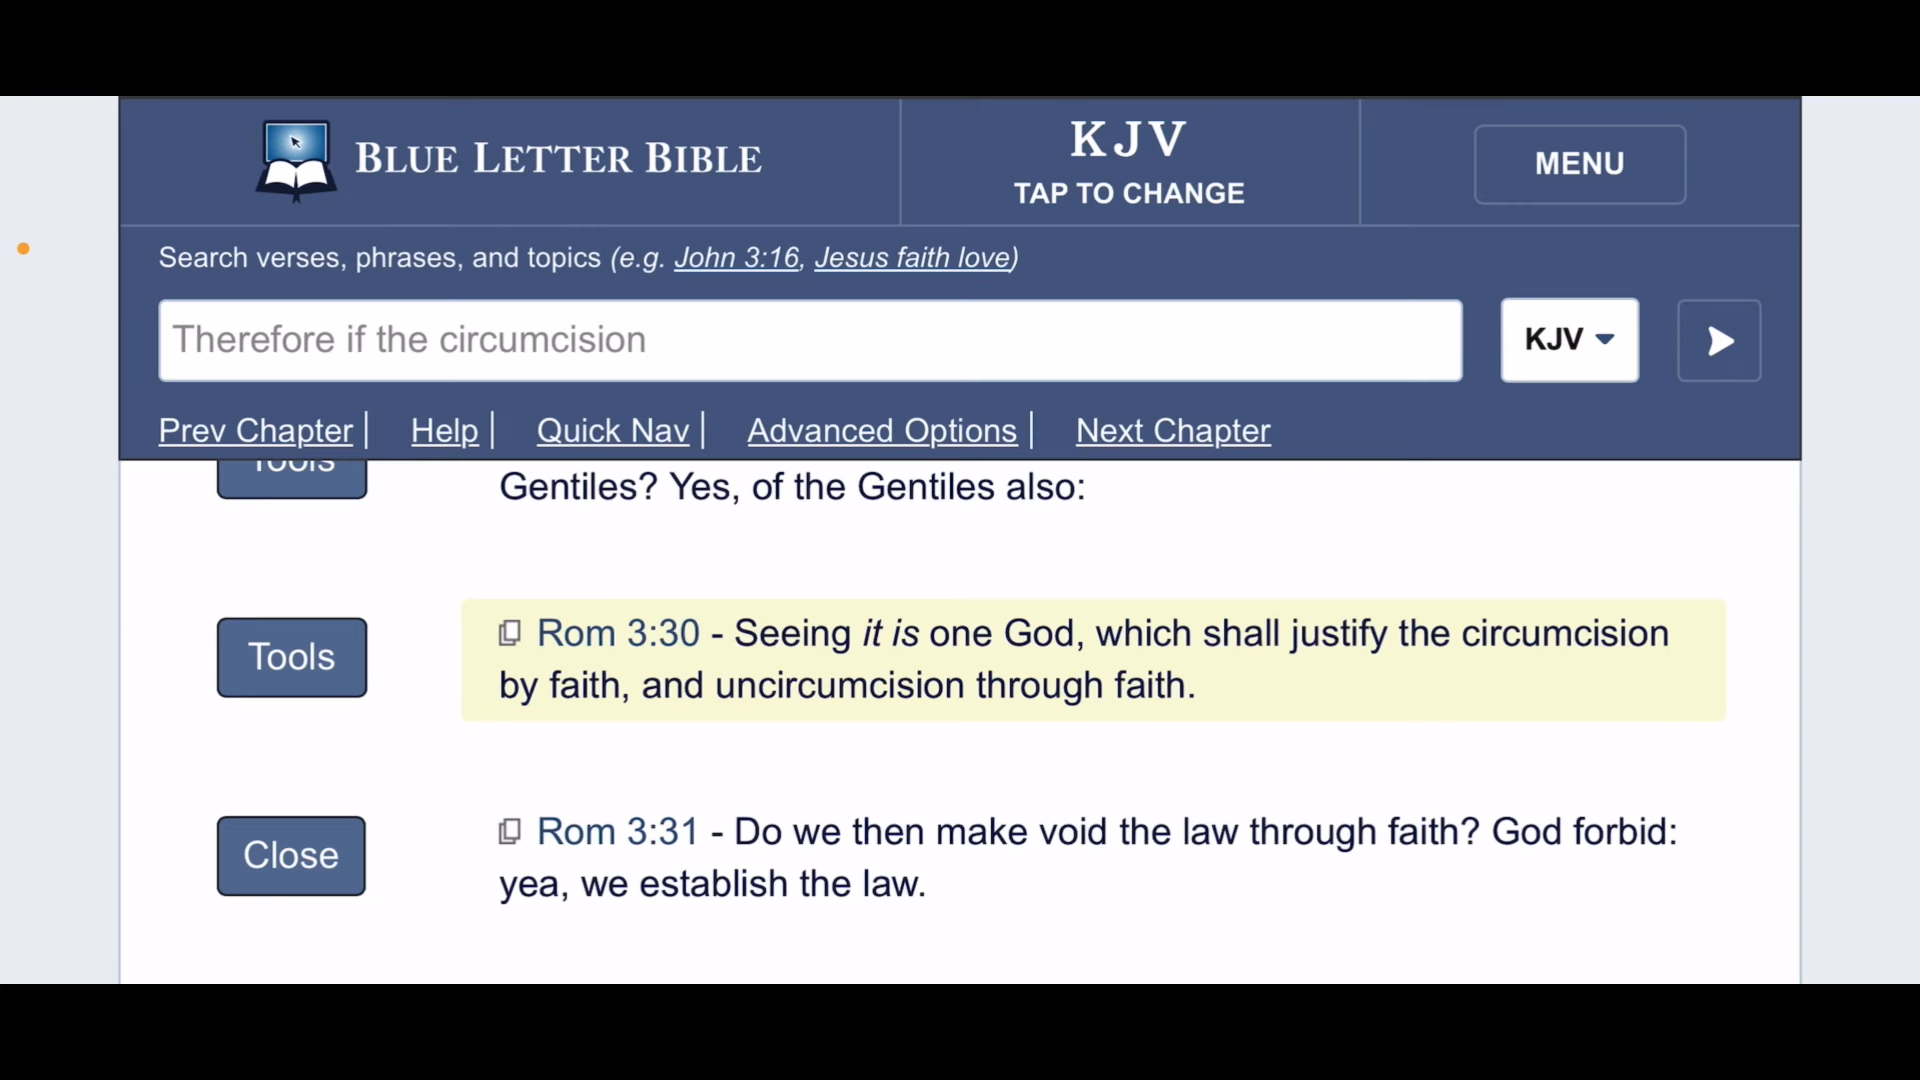 BLUE LETTER BIBLE
KJV
TAP TO CHANGE
MENU
Search verses, phrases, and topics (e.g. John 3:16, Jesus faith love)
Therefore if the circumcision
KJV
Prev Chapter | Help | Quick Nav | Advanced Options | Next Chapter
Tools
Gentiles? Yes, of the Gentiles also:
Tools
Rom 3:30 - Seeing it is one God, which shall justify the circumcision
by faith, and uncircumcision through faith.
Close
Rom 3:31 - Do we then make void the law through faith? God forbid:
yea, we establish the law.